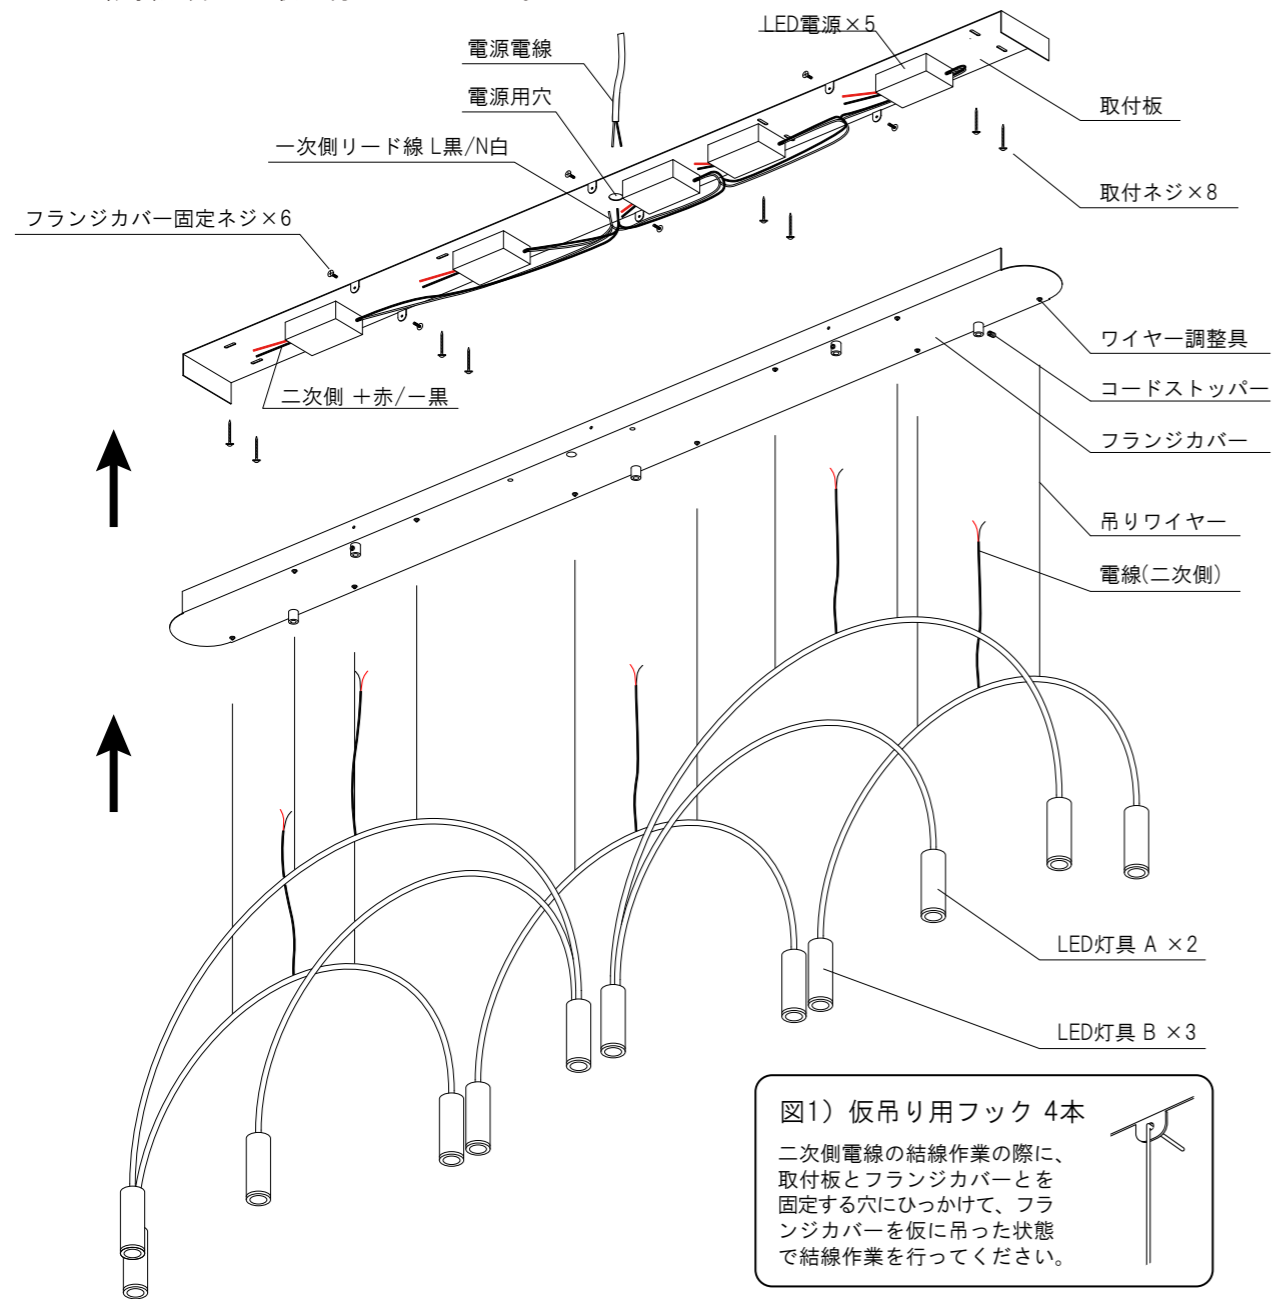 LED電源×5
電源電線
電源用穴
取付板
一次側リード線 L黒/N白
取付ネジ×8
フランジカバー固定ネジ×6
二次側 ＋赤/－黒
ワイヤー調整具
コードストッパー
フランジカバー
吊りワイヤー
電線(二次側)
LED灯具 A ×2
LED灯具 B ×3
図1）仮吊り用フック 4本
二次側電線の結線作業の際に、
取付板とフランジカバーとを
固定する穴にひっかけて、フラ
ンジカバーを仮に吊った状態
で結線作業を行ってください。